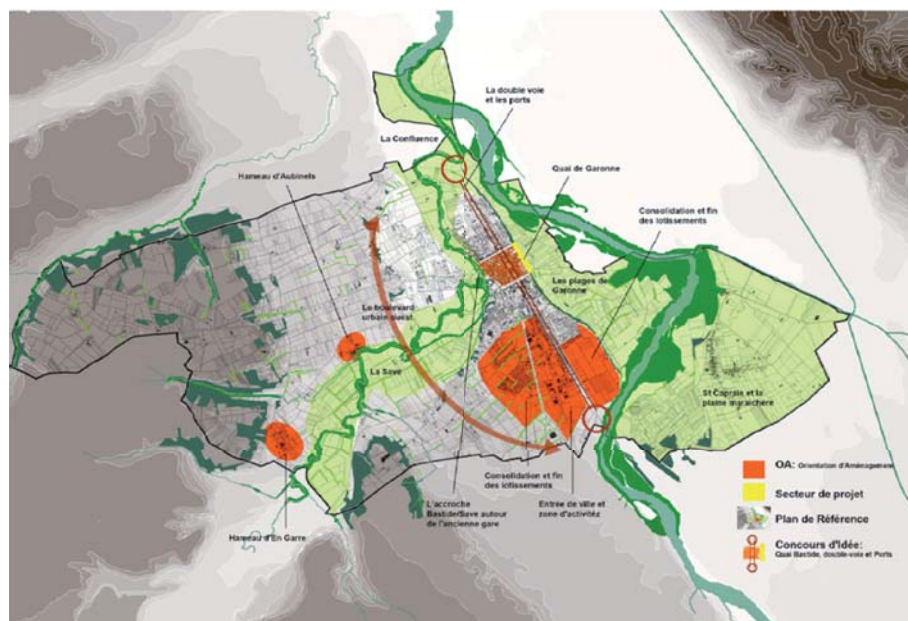 La double voie
et les ports
La Confluence
Quai de Garonne
Hameau d'Aubinels
Consolidation et fin
des lotissements
Les plages de
Garonne
Le boulevard
urbain ouest
La Save
St Caprais et la
plaine maraichère
Consolidation et fin
des lotissements
L'accroche
Bastide/Save autour
de l'ancienne gare
Entrée de ville et
zone d'activités
Hameau d'En Garre
OA: Orientation d'Aménagement
Secteur de projet
Plan de Référence
Concours d'Idée:
Quai Bastide, double-voie et Ports